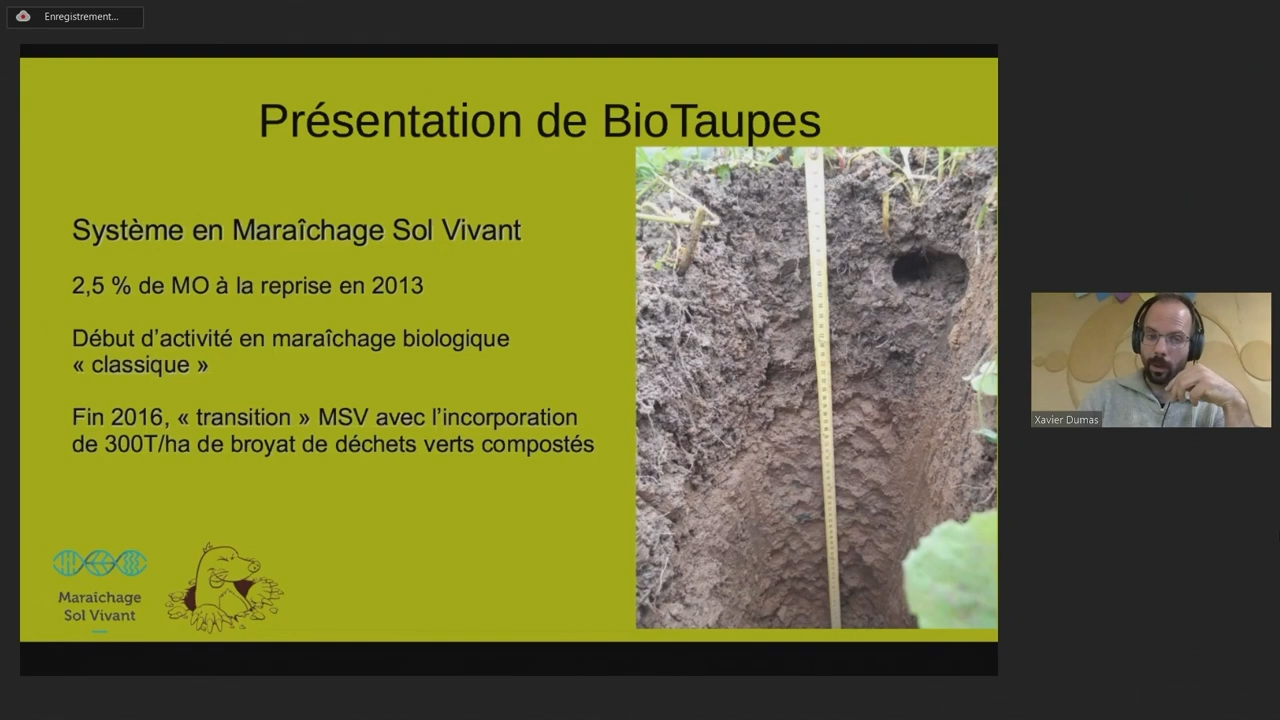 Enregistrement...
Présentation de BioTaupes
Système en Maraîchage Sol Vivant
2,5 % de MO à la reprise en 2013
Début d’activité en maraîchage biologique
« classique »
Fin 2016, « transition » MSV avec l’incorporation
de 300T/ha de broyat de déchets verts compostés
Maraîchage
Sol Vivant
Xavier Dumas